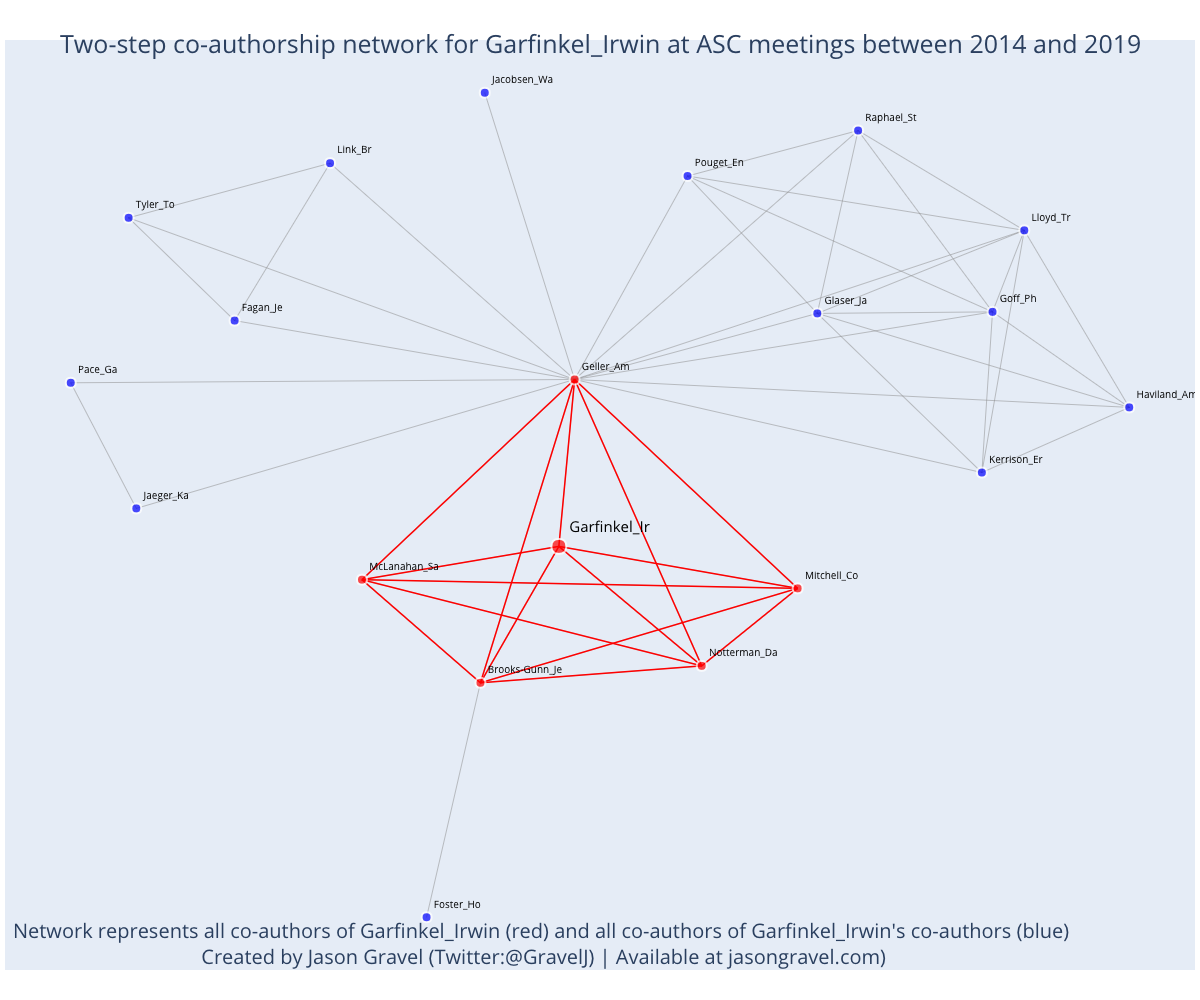 Two-step co-authorship network for Garfinkel_Irwin at ASC meetings between 2014 and 2019
Jacobsen_Wa
Raphael_St
Link_Br
Pouget_En
Tyler_To
Lloyd_Tr
Fagan_Je
Glaser_Ja
Goff_Ph
Pace_Ga
Geller_Am
Haviland_Am
Kerrison_Er
Jaeger_Ka
Garfinkel_Ir
McLanahan_Sa
Mitchell_Co
Notterman_Da
Brooks-Gunn_Je
Foster_Ho
Network represents all co-authors of Garfinkel_Irwin (red) and all co-authors of Garfinkel_Irwin's co-authors (blue)
Created by Jason Gravel (Twitter:@GravelJ) | Available at jasongravel.com)